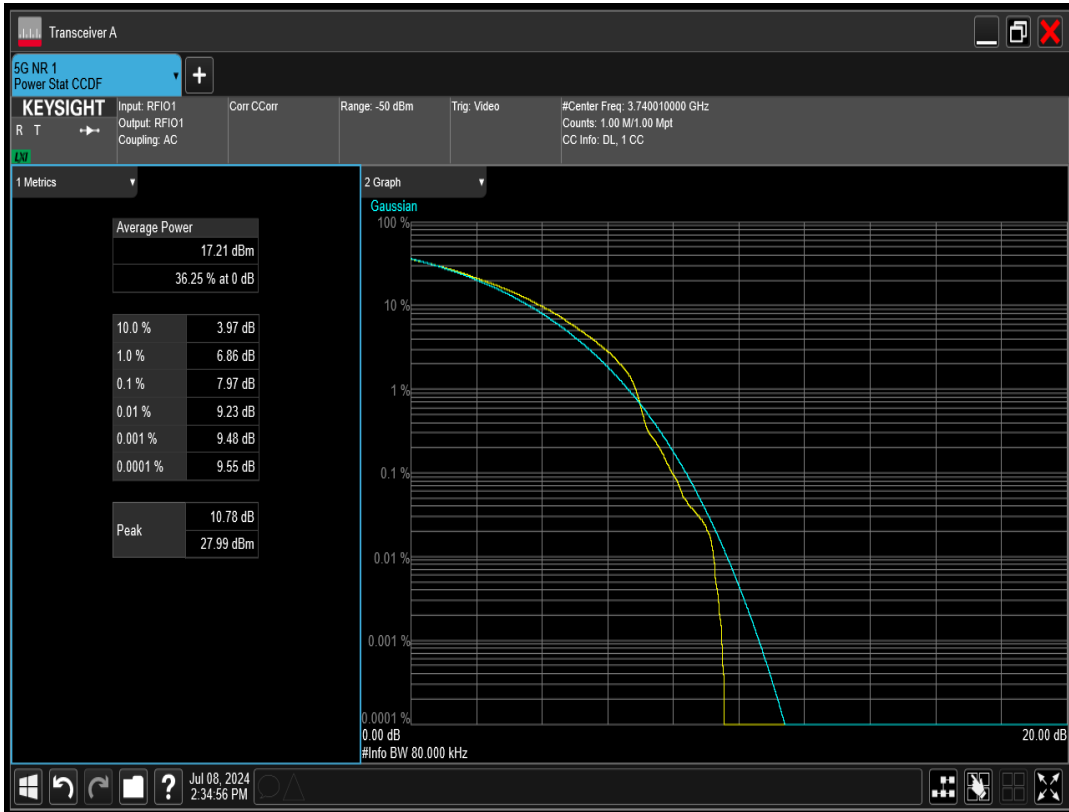 Transceiver A
5G NR 1
Power Stat CCDF
+
KEYSIGHT
R T
LXI
Input: RFIO1
Output: RFIO1
Coupling: AC
Corr CCorr
Range: -50 dBm
Trig: Video
#Center Freq: 3.740010000 GHz
Counts: 1.00 M/1.00 Mpt
CC Info: DL, 1 CC
1 Metrics
Average Power
17.21 dBm
36.25 % at 0 dB
10.0 % 3.97 dB
1.0 % 6.86 dB
0.1 % 7.97 dB
0.01 % 9.23 dB
0.001 % 9.48 dB
0.0001 % 9.55 dB
Peak
10.78 dB
27.99 dBm
2 Graph
Gaussian
100 %
10 %
1 %
0.1 %
0.01 %
0.001 %
0.0001 %
0.00 dB 20.00 dB
#Info BW 80.000 kHz
?
Jul 08, 2024
2:34:56 PM